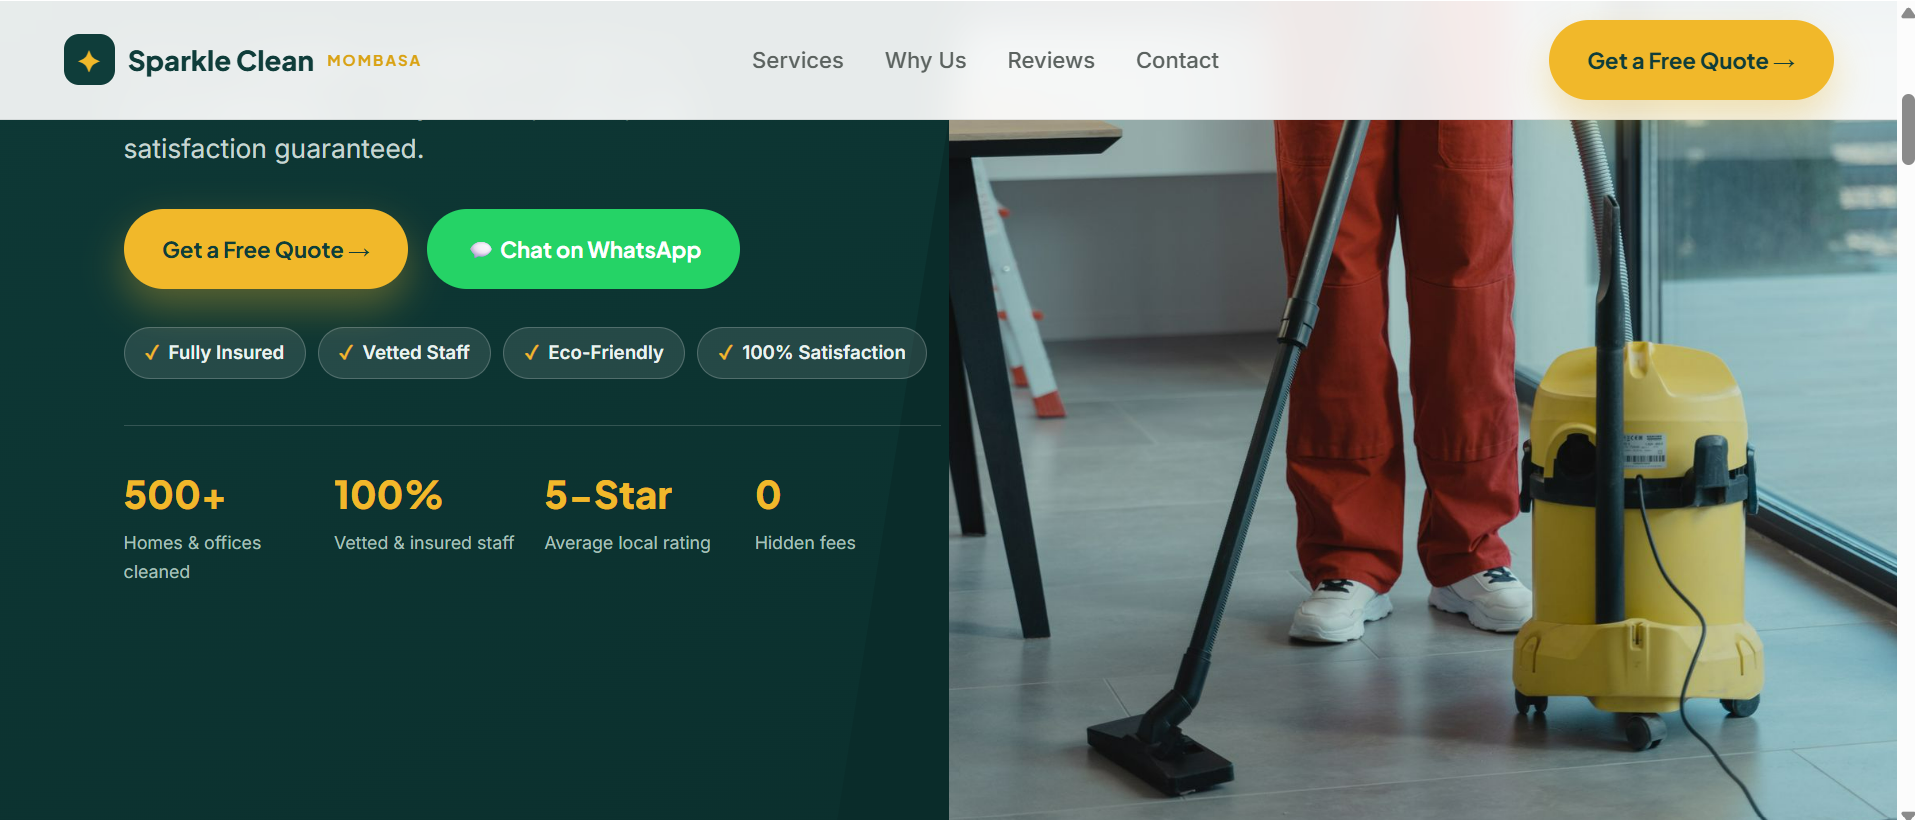 Sparkle Clean MOMBASA
Services
Why Us
Reviews
Contact
Get a Free Quote →
satisfaction guaranteed.
Get a Free Quote →
Chat on WhatsApp
✓ Fully Insured
✓ Vetted Staff
✓ Eco-Friendly
✓ 100% Satisfaction
500+
Homes & offices
cleaned
100%
Vetted & insured staff
5-Star
Average local rating
0
Hidden fees